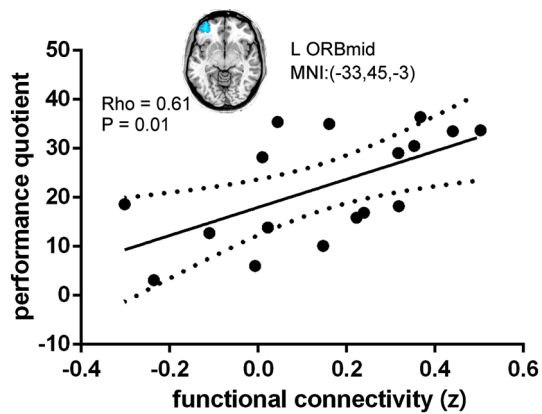 L ORBmid
MNI:(-33,45,-3)
Rho = 0.61
P = 0.01
performance quotient
50
40
30
20
10
0
-10
-0.4
-0.2
0.0
0.2
0.4
0.6
functional connectivity (z)